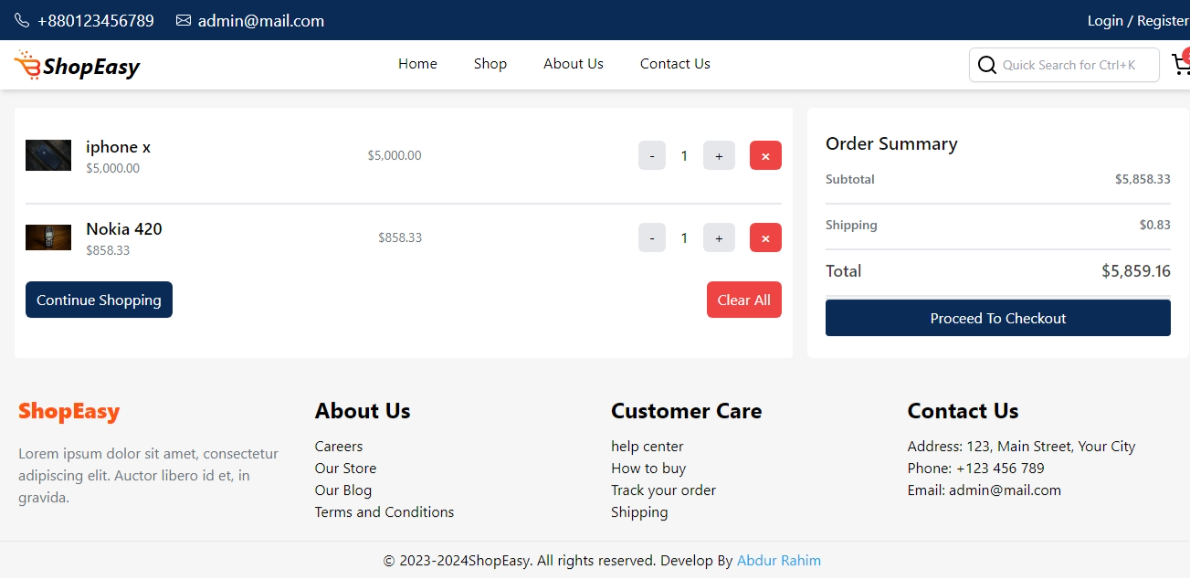 +880123456789 admin@mail.com Login / Register
ShopEasy Home Shop About Us Contact Us Quick Search for Ctrl+K
iphone x
$5,000.00
$5,000.00 - 1 + ×
Nokia 420
$858.33
$858.33 - 1 + ×
Continue Shopping Clear All
Order Summary
Subtotal $5,858.33
Shipping $0.83
Total $5,859.16
Proceed To Checkout
ShopEasy
Lorem ipsum dolor sit amet, consectetur
adipiscing elit. Auctor libero id et, in
gravida.
About Us
Careers
Our Store
Our Blog
Terms and Conditions
Customer Care
help center
How to buy
Track your order
Shipping
Contact Us
Address: 123, Main Street, Your City
Phone: +123 456 789
Email: admin@mail.com
© 2023-2024ShopEasy. All rights reserved. Develop By Abdur Rahim